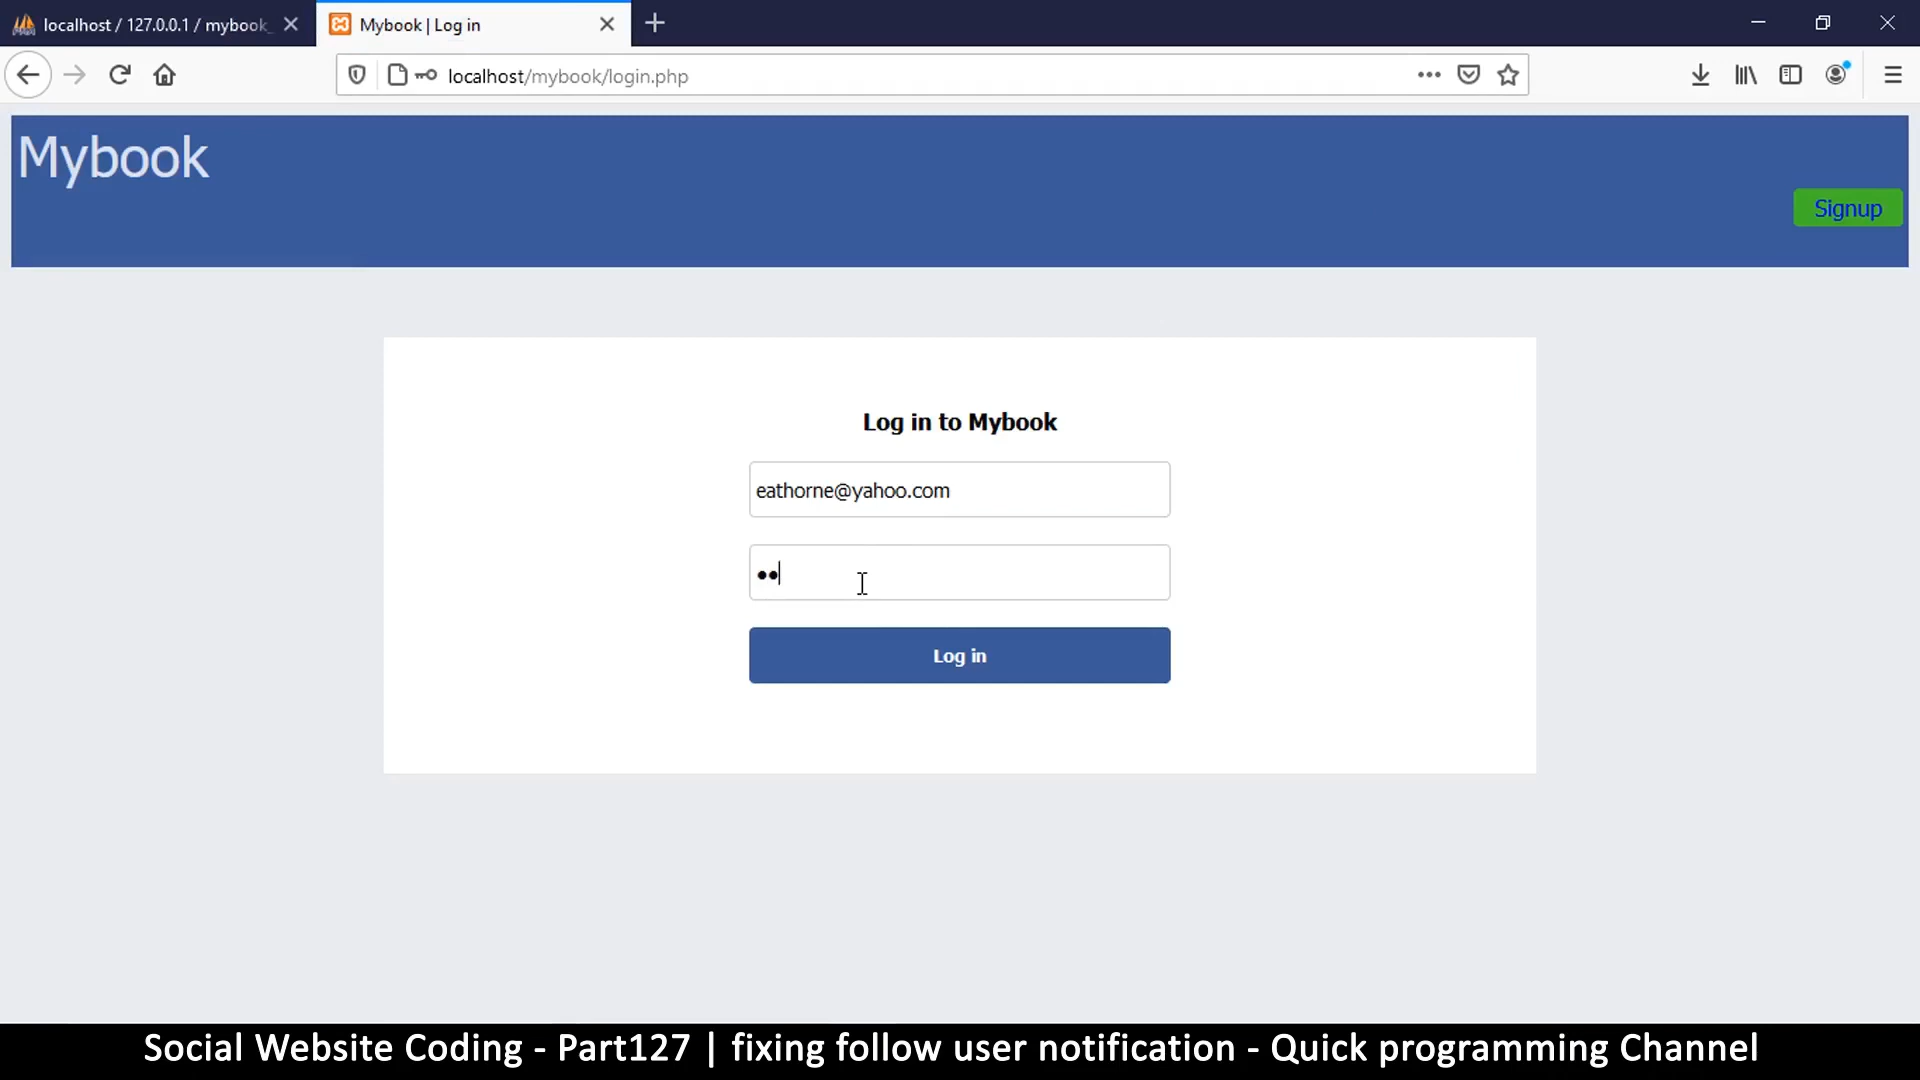 localhost / 127.0.0.1 / mybook_
Mybook | Log in
localhost/mybook/login.php
Mybook
Signup
Log in to Mybook
eathorne@yahoo.com
Log in
Social Website Coding - Part127 | fixing follow user notification - Quick programming Channel